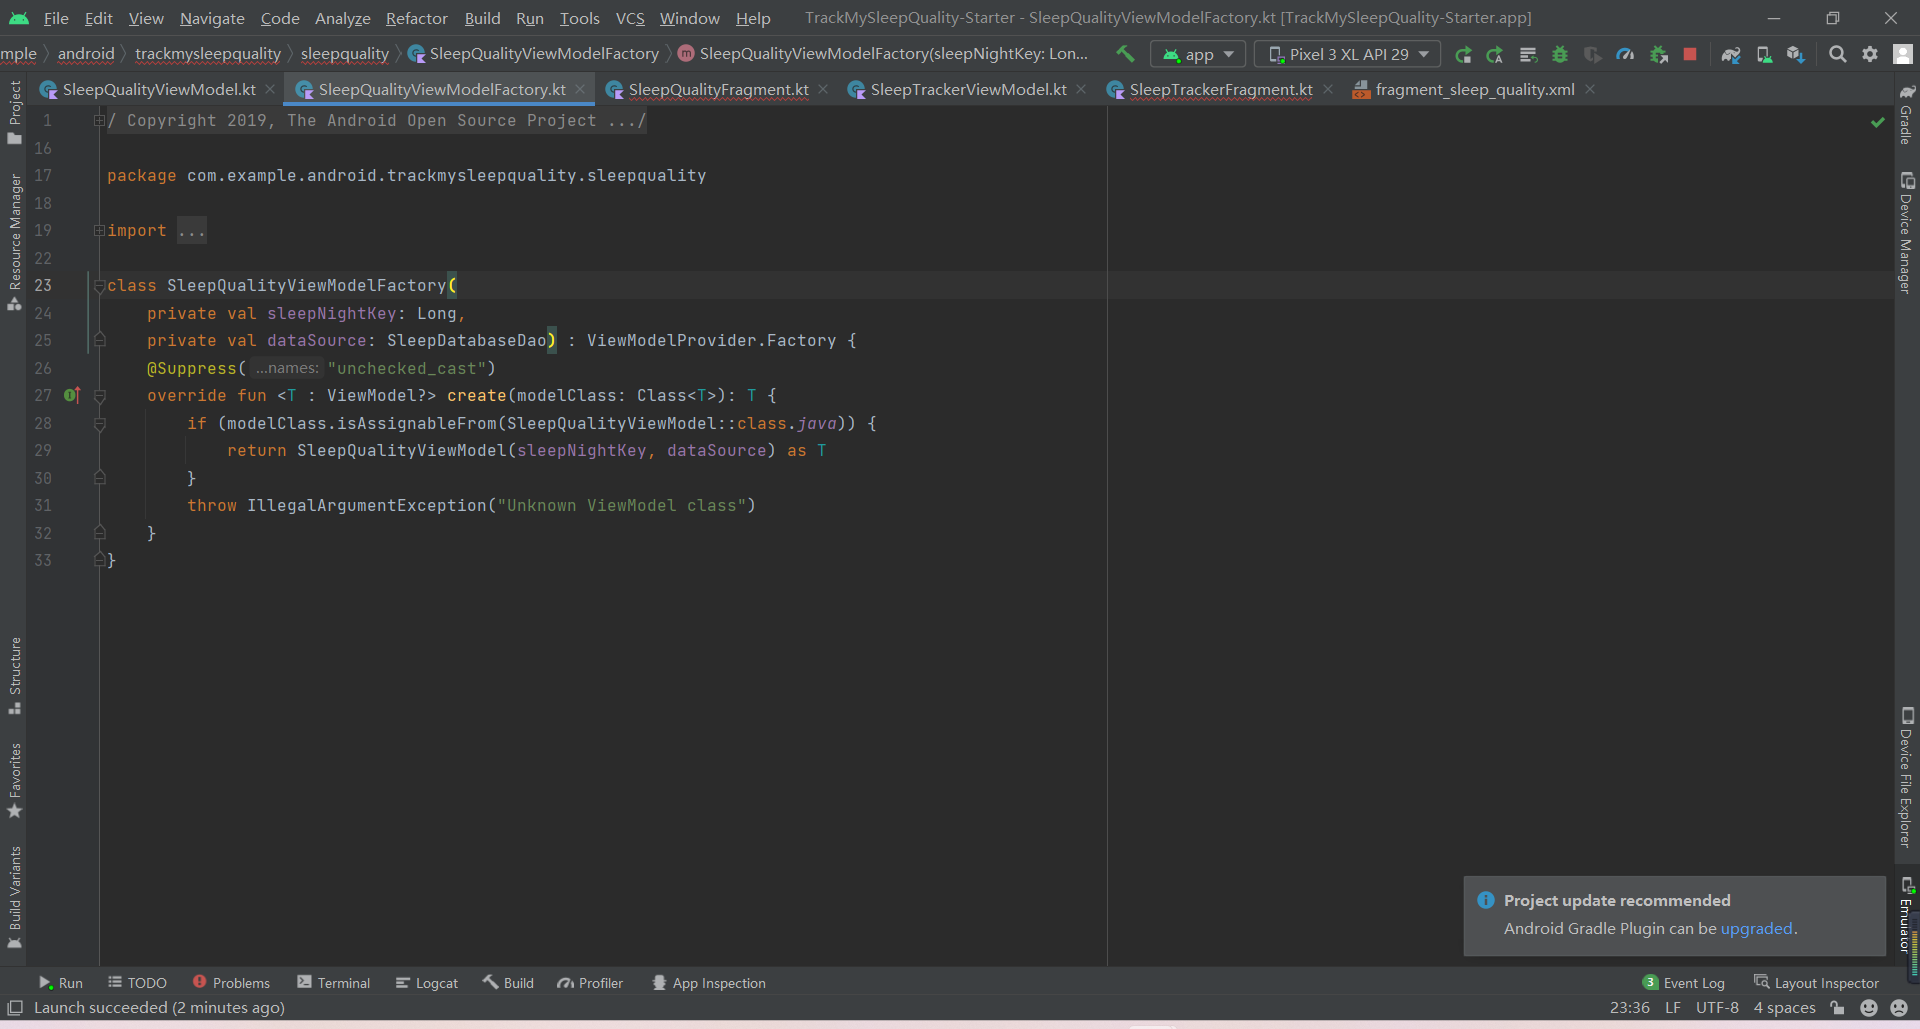 File Edit View Navigate Code Analyze Refactor Build Run Tools VCS Window Help TrackMySleepQuality-Starter - SleepQualityViewModelFactory.kt [TrackMySleepQuality-Starter.app]
mple android trackmysleepquality sleepquality SleepQualityViewModelFactory m SleepQualityViewModelFactory(sleepNightKey: Lon... app Pixel 3 XL API 29
SleepQualityViewModel.kt SleepQualityViewModelFactory.kt SleepQualityFragment.kt SleepTrackerViewModel.kt SleepTrackerFragment.kt fragment_sleep_quality.xml
1 / Copyright 2019, The Android Open Source Project .../
16
17 package com.example.android.trackmysleepquality.sleepquality
18
19 import ...
22
23 class SleepQualityViewModelFactory(
24 private val sleepNightKey: Long,
25 private val dataSource: SleepDatabaseDao) : ViewModelProvider.Factory {
26 @Suppress( ...names: "unchecked_cast")
27 override fun <T : ViewModel?> create(modelClass: Class<T>): T {
28 if (modelClass.isAssignableFrom(SleepQualityViewModel::class.java)) {
29 return SleepQualityViewModel(sleepNightKey, dataSource) as T
30 }
31 throw IllegalArgumentException("Unknown ViewModel class")
32 }
33 }
Project
Resource Manager
Structure
Favorites
Build Variants
Gradle
Device Manager
Device File Explorer
Emulator
Project update recommended
Android Gradle Plugin can be upgraded.
Run TODO Problems Terminal Logcat Build Profiler App Inspection 3 Event Log Layout Inspector
Launch succeeded (2 minutes ago) 23:36 LF UTF-8 4 spaces